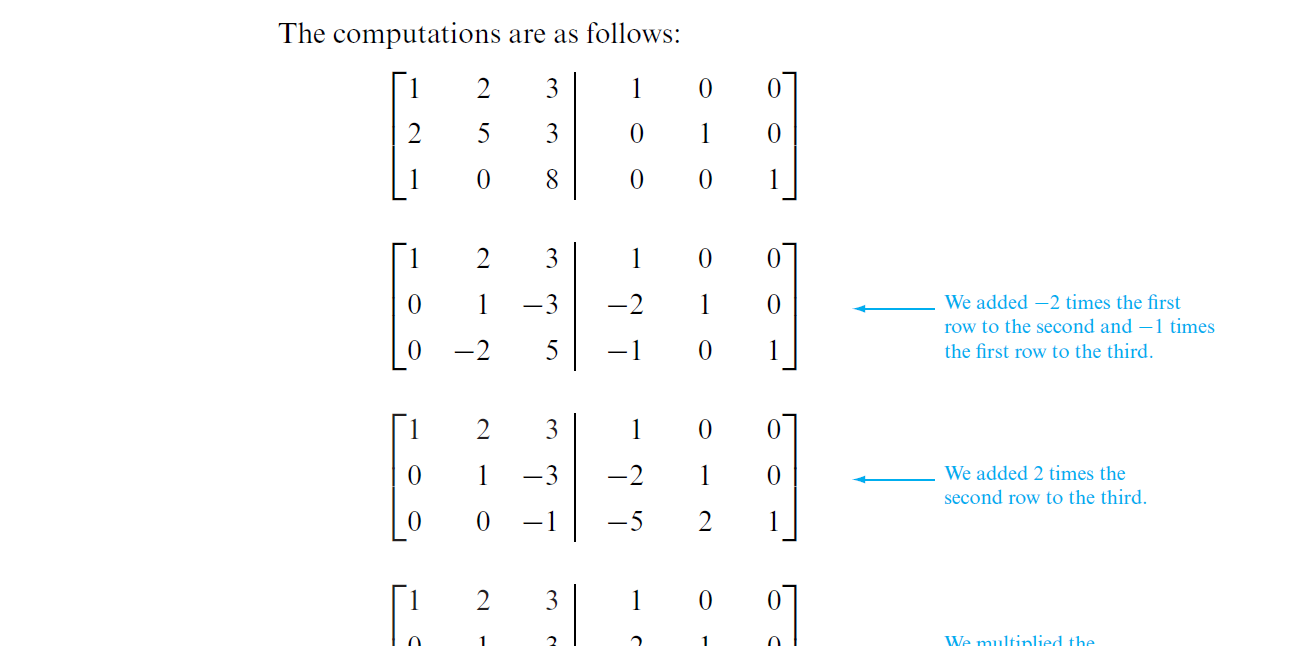 The computations are as follows:
1 2 3 | 1 0 0
2 5 3 | 0 1 0
1 0 8 | 0 0 1
1 2 3 | 1 0 0
0 1 −3 | −2 1 0
0 −2 5 | −1 0 1
We added −2 times the first
row to the second and −1 times
the first row to the third.
1 2 3 | 1 0 0
0 1 −3 | −2 1 0
0 0 −1 | −5 2 1
We added 2 times the
second row to the third.
1 2 3 | 1 0 0
We multiplied the